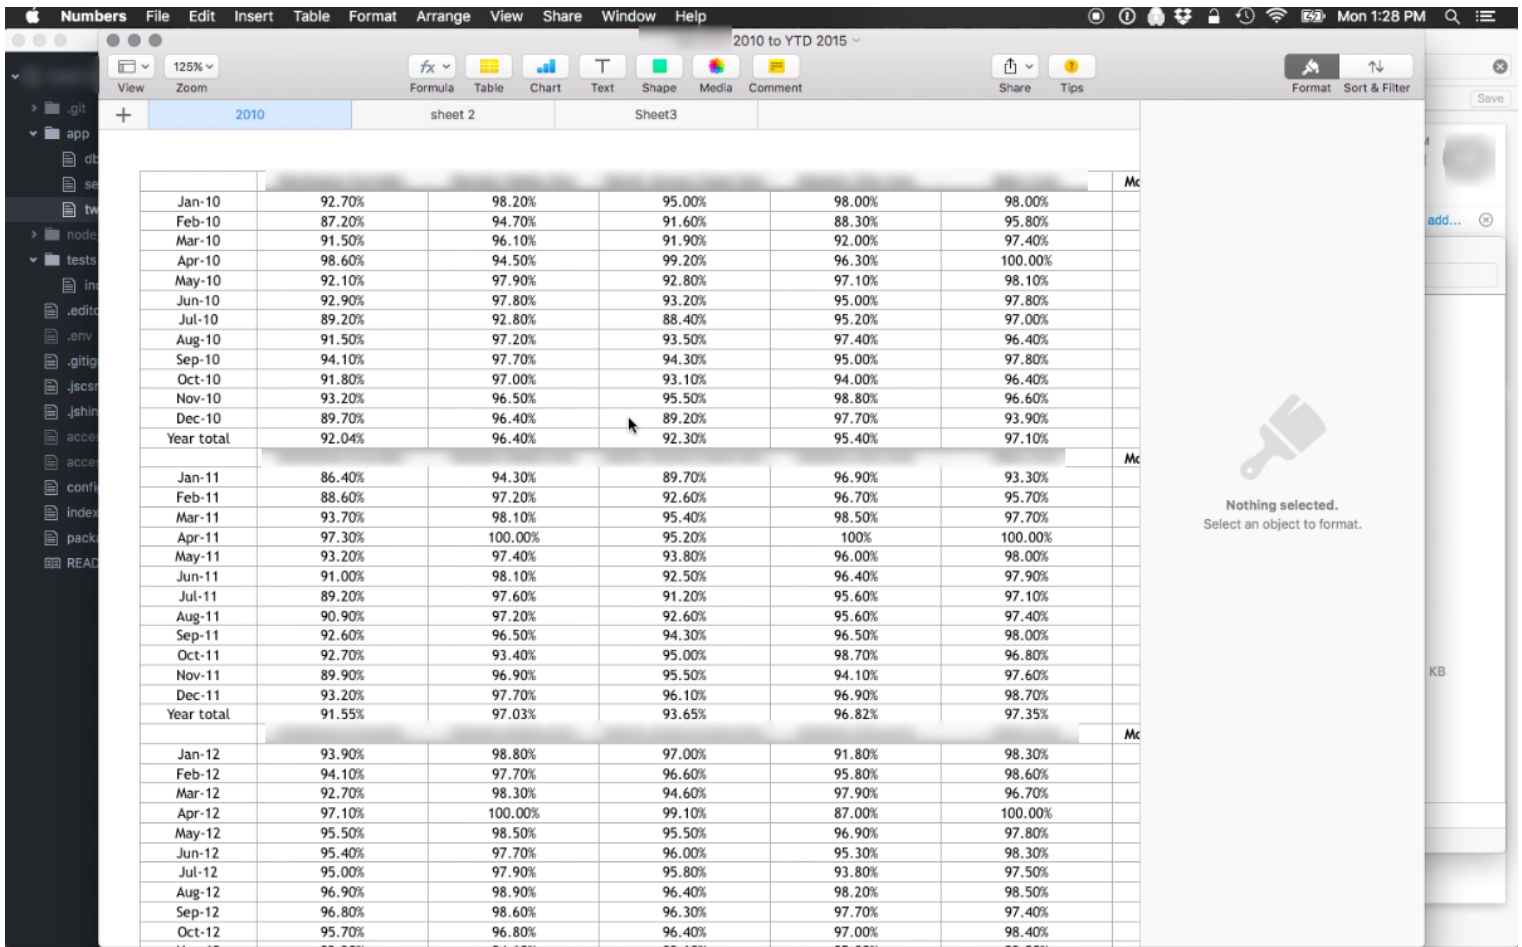 Numbers File Edit Insert Table Format Arrange View Share Window Help Mon 1:28 PM
2010 to YTD 2015
125%
View Zoom Formula Table Chart Text Shape Media Comment Share Tips Format Sort & Filter
Save
2010 sheet 2 Sheet3
.git
app
db
se
tw
node
tests
inc
.edito
.env
.gitig
.jscsr
.jshin
acce
acce
confi
index
packa
READ
add...
KB
Mc
Jan-10 92.70% 98.20% 95.00% 98.00% 98.00%
Feb-10 87.20% 94.70% 91.60% 88.30% 95.80%
Mar-10 91.50% 96.10% 91.90% 92.00% 97.40%
Apr-10 98.60% 94.50% 99.20% 96.30% 100.00%
May-10 92.10% 97.90% 92.80% 97.10% 98.10%
Jun-10 92.90% 97.80% 93.20% 95.00% 97.80%
Jul-10 89.20% 92.80% 88.40% 95.20% 97.00%
Aug-10 91.50% 97.20% 93.50% 97.40% 96.40%
Sep-10 94.10% 97.70% 94.30% 95.00% 97.80%
Oct-10 91.80% 97.00% 93.10% 94.00% 96.40%
Nov-10 93.20% 96.50% 95.50% 98.80% 96.60%
Dec-10 89.70% 96.40% 89.20% 97.70% 93.90%
Year total 92.04% 96.40% 92.30% 95.40% 97.10%
Mc
Jan-11 86.40% 94.30% 89.70% 96.90% 93.30%
Feb-11 88.60% 97.20% 92.60% 96.70% 95.70%
Mar-11 93.70% 98.10% 95.40% 98.50% 97.70%
Apr-11 97.30% 100.00% 95.20% 100% 100.00%
May-11 93.20% 97.40% 93.80% 96.00% 98.00%
Jun-11 91.00% 98.10% 92.50% 96.40% 97.90%
Jul-11 89.20% 97.60% 91.20% 95.60% 97.10%
Aug-11 90.90% 97.20% 92.60% 95.60% 97.40%
Sep-11 92.60% 96.50% 94.30% 96.50% 98.00%
Oct-11 92.70% 93.40% 95.00% 98.70% 96.80%
Nov-11 89.90% 96.90% 95.50% 94.10% 97.60%
Dec-11 93.20% 97.70% 96.10% 96.90% 98.70%
Year total 91.55% 97.03% 93.65% 96.82% 97.35%
Mc
Jan-12 93.90% 98.80% 97.00% 91.80% 98.30%
Feb-12 94.10% 97.70% 96.60% 95.80% 98.60%
Mar-12 92.70% 98.30% 94.60% 97.90% 96.70%
Apr-12 97.10% 100.00% 99.10% 87.00% 100.00%
May-12 95.50% 98.50% 95.50% 96.90% 97.80%
Jun-12 95.40% 97.70% 96.00% 95.30% 98.30%
Jul-12 95.00% 97.90% 95.80% 93.80% 97.50%
Aug-12 96.90% 98.90% 96.40% 98.20% 98.50%
Sep-12 96.80% 98.60% 96.30% 97.70% 97.40%
Oct-12 95.70% 96.80% 96.40% 97.00% 98.40%
Nothing selected.
Select an object to format.